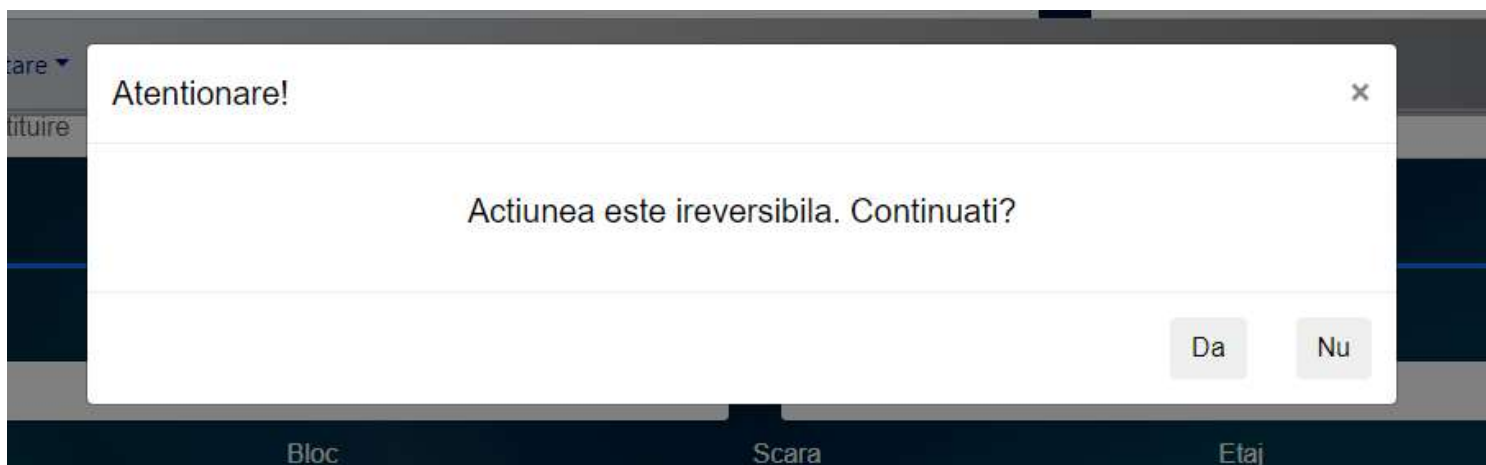 Atentionare!
×
Actiunea este ireversibila. Continuati?
Da Nu
Bloc Scara Etaj